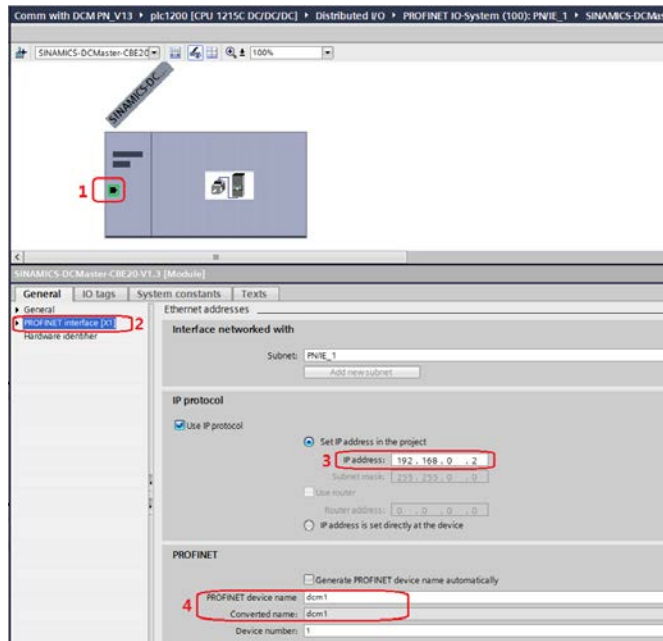 Comm with DCM PN_V13 ▸ plc1200 [CPU 1215C DC/DC/DC] ▸ Distributed I/O ▸ PROFINET IO-System (100): PN/IE_1 ▸ SINAMICS-DCMas
SINAMICS-DCMaster-CBE20 100%
SINAMICS-DC...
1
SINAMICS-DCMaster-CBE20-V1.3 [Module]
General IO tags System constants Texts
General
PROFINET interface [X1] 2
Hardware identifier
Ethernet addresses
Interface networked with
Subnet: PN/IE_1
Add new subnet
IP protocol
Use IP protocol
Set IP address in the project
3 IP address: 192 . 168 . 0 . 2
Subnet mask: 255 . 255 . 0 . 0
Use router
Router address: 0 . 0 . 0 . 0
IP address is set directly at the device
PROFINET
Generate PROFINET device name automatically
4
PROFINET device name dcm1
Converted name: dcm1
Device number: 1